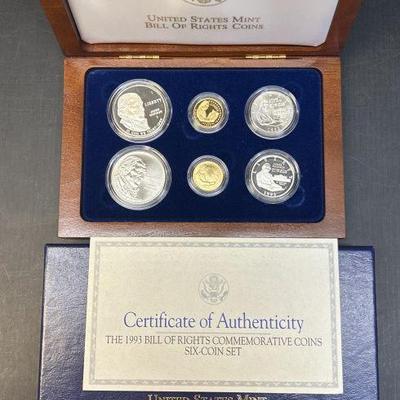 UNITED STATES MINT
BILL OF RIGHTS COINS
LIBERTY
1993
Certificate of Authenticity
THE 1993 BILL OF RIGHTS COMMEMORATIVE COINS
SIX-COIN SET
UNITED STATES MINT